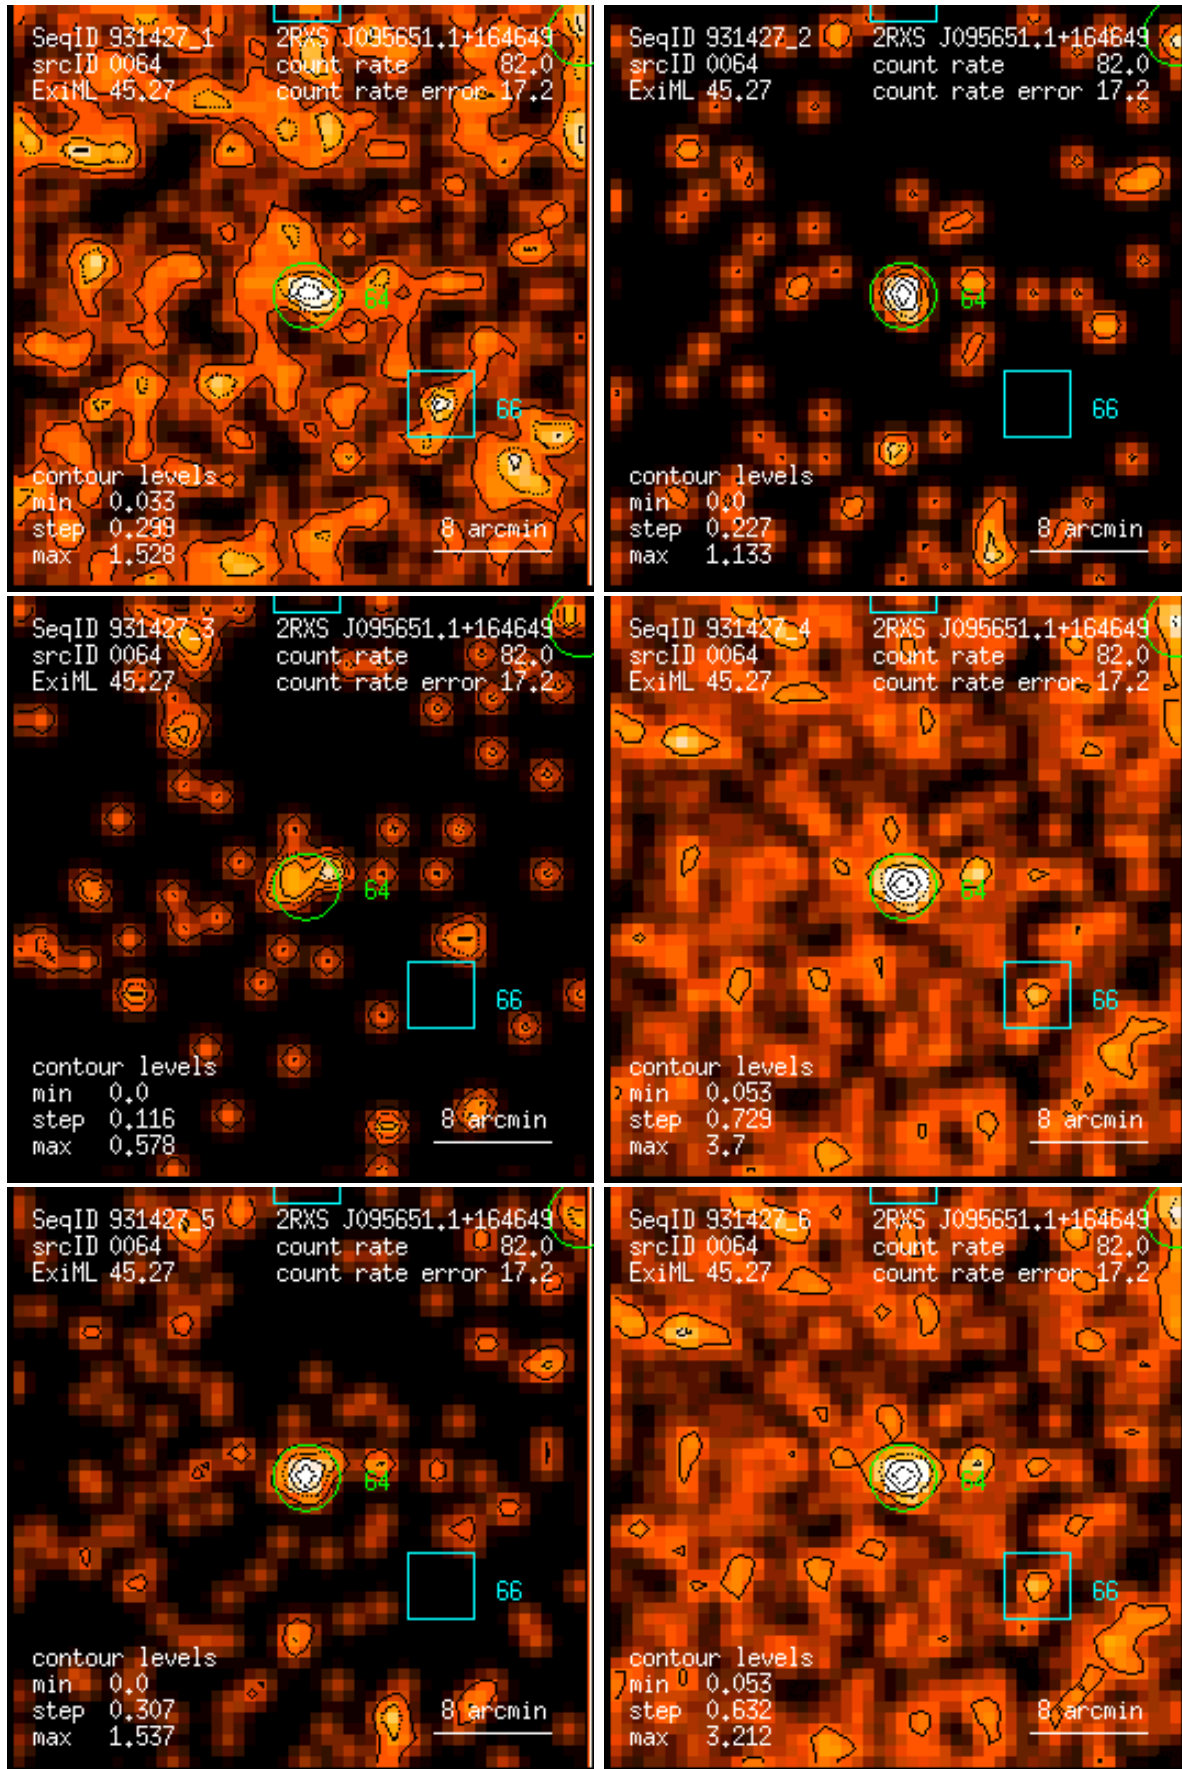 SeqID 931427_1 2RXS J095651.1+164649
srcID 0064 count rate 82.0
ExiML 45.27 count rate error 17.2
64
66
contour levels
min 0.033
step 0.299
max 1.528
8 arcmin
SeqID 931427_2 2RXS J095651.1+164649
srcID 0064 count rate 82.0
ExiML 45.27 count rate error 17.2
64
66
contour levels
min 0.0
step 0.227
max 1.133
8 arcmin
SeqID 931427_3 2RXS J095651.1+164649
srcID 0064 count rate 82.0
ExiML 45.27 count rate error 17.2
64
66
contour levels
min 0.0
step 0.116
max 0.578
8 arcmin
SeqID 931427_4 2RXS J095651.1+164649
srcID 0064 count rate 82.0
ExiML 45.27 count rate error 17.2
64
66
contour levels
min 0.053
step 0.729
max 3.7
8 arcmin
SeqID 931427_5 2RXS J095651.1+164649
srcID 0064 count rate 82.0
ExiML 45.27 count rate error 17.2
64
66
contour levels
min 0.0
step 0.307
max 1.537
8 arcmin
SeqID 931427_6 2RXS J095651.1+164649
srcID 0064 count rate 82.0
ExiML 45.27 count rate error 17.2
64
66
contour levels
min 0.053
step 0.632
max 3.212
8 arcmin